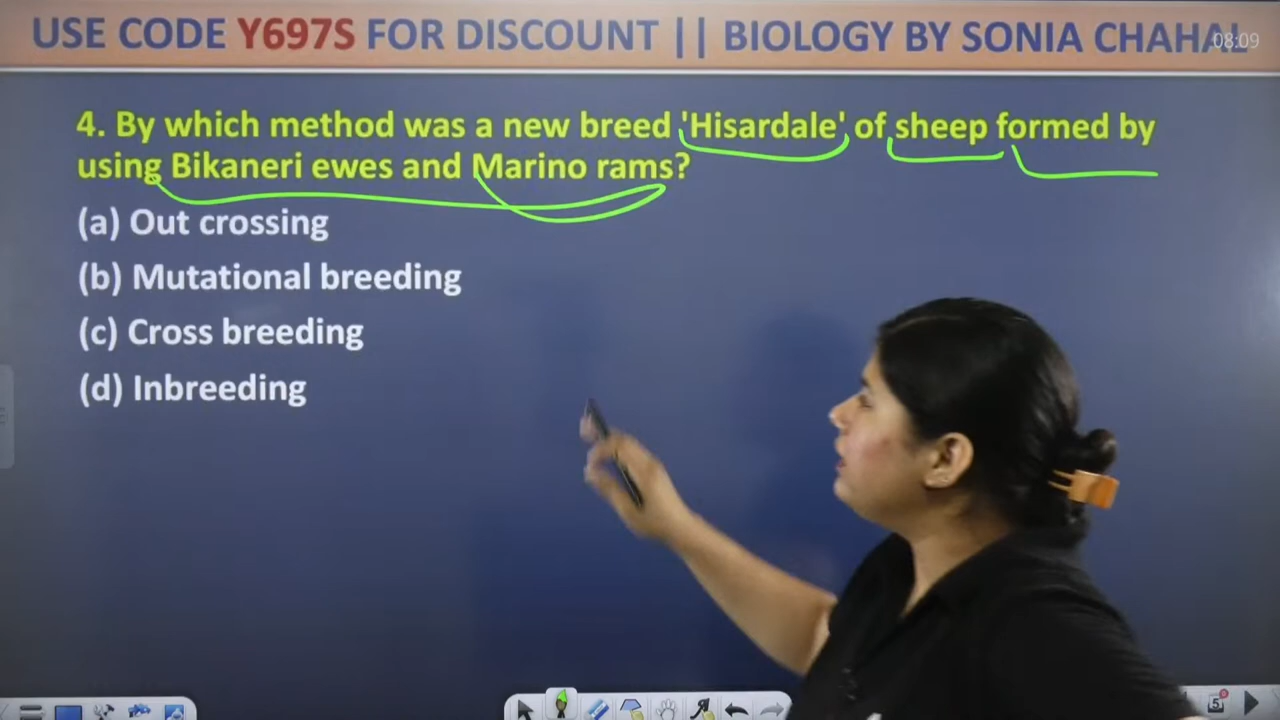 USE CODE Y697S FOR DISCOUNT || BIOLOGY BY SONIA CHAHAL
08:09
4. By which method was a new breed 'Hisardale' of sheep formed by
using Bikaneri ewes and Marino rams?
(a) Out crossing
(b) Mutational breeding
(c) Cross breeding
(d) Inbreeding
5